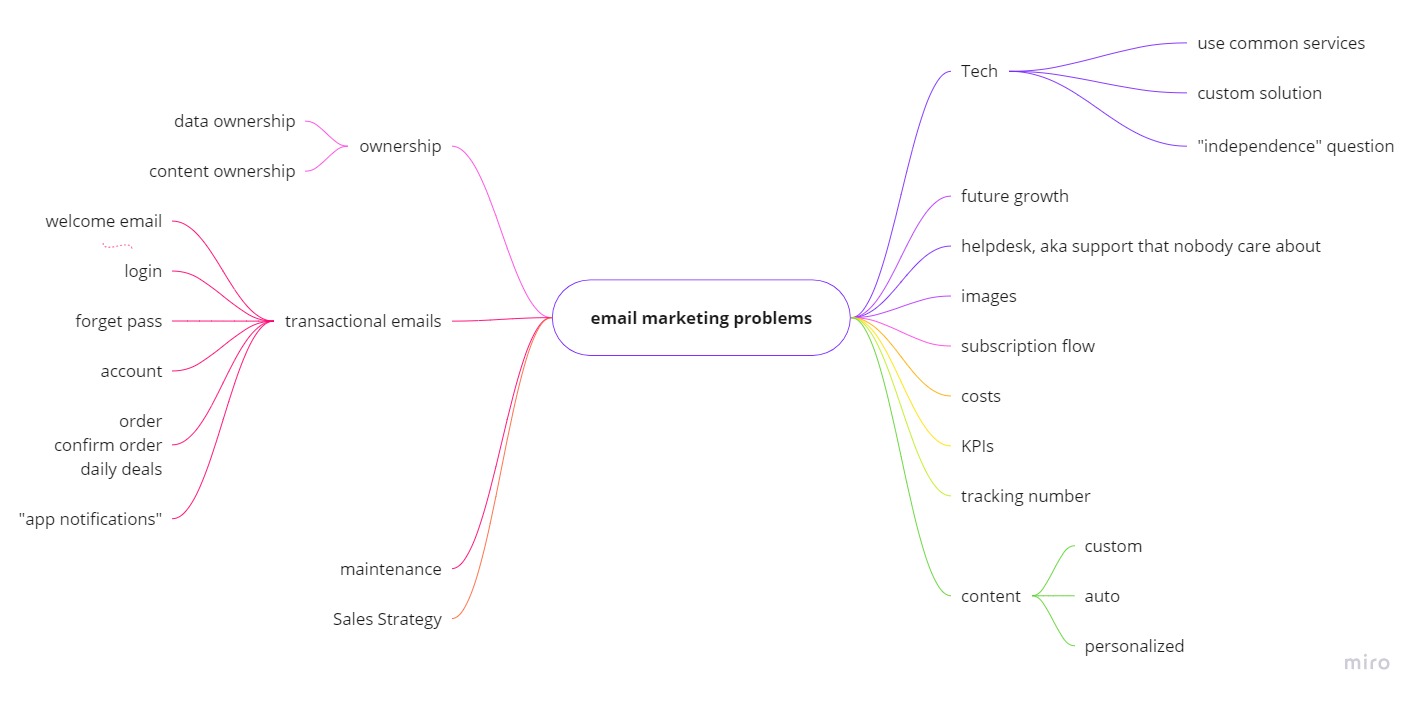 email marketing problems
Tech
use common services
custom solution
"independence" question
future growth
helpdesk, aka support that nobody care about
images
subscription flow
costs
KPIs
tracking number
content
custom
auto
personalized
ownership
data ownership
content ownership
transactional emails
welcome email
login
forget pass
account
order
confirm order
daily deals
"app notifications"
maintenance
Sales Strategy
miro